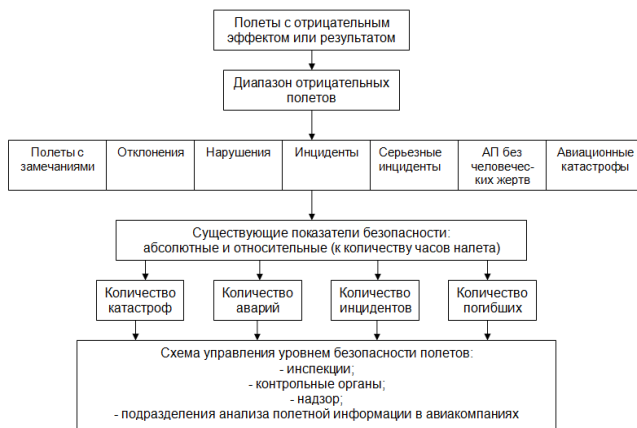 Полеты с отрицательным
эффектом или результатом
Диапазон отрицательных
полетов
Полеты с
замечаниями
Отклонения
Нарушения
Инциденты
Серьезные
инциденты
АП без
человечес-
ких жертв
Авиационные
катастрофы
Существующие показатели безопасности:
абсолютные и относительные (к количеству часов налета)
Количество
катастроф
Количество
аварий
Количество
инцидентов
Количество
погибших
Схема управления уровнем безопасности полетов:
- инспекции;
- контрольные органы;
- надзор;
- подразделения анализа полетной информации в авиакомпаниях